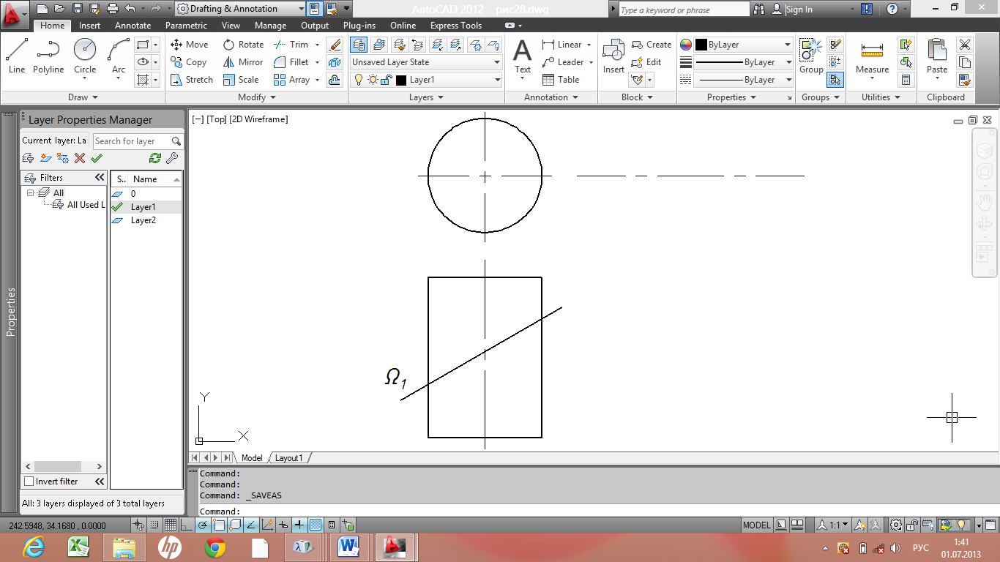 Drafting & Annotation
AutoCAD 2012 рис28.dwg
Type a keyword or phrase
Sign In
Home Insert Annotate Parametric View Manage Output Plug-ins Online Express Tools
Line Polyline Circle Arc
Draw
Move Rotate Trim
Copy Mirror Fillet
Stretch Scale Array
Modify
Unsaved Layer State
Layer1
Layers
Text
Linear
Leader
Table
Annotation
Insert
Create
Edit
Block
ByLayer
ByLayer
ByLayer
Properties
Group
Groups
Measure
Utilities
Paste
Clipboard
Properties
Layer Properties Manager
Current layer: La
Search for layer
Filters
All
All Used L
S.. Name
0
Layer1
Layer2
Invert filter
All: 3 layers displayed of 3 total layers
[−] [Top] [2D Wireframe]
Ω1
Y
X
Model Layout1
Command:
Command:
Command: _SAVEAS
Command:
242.5948, 34.1680 , 0.0000
MODEL
1:1
hp
РУС
1:41
01.07.2013